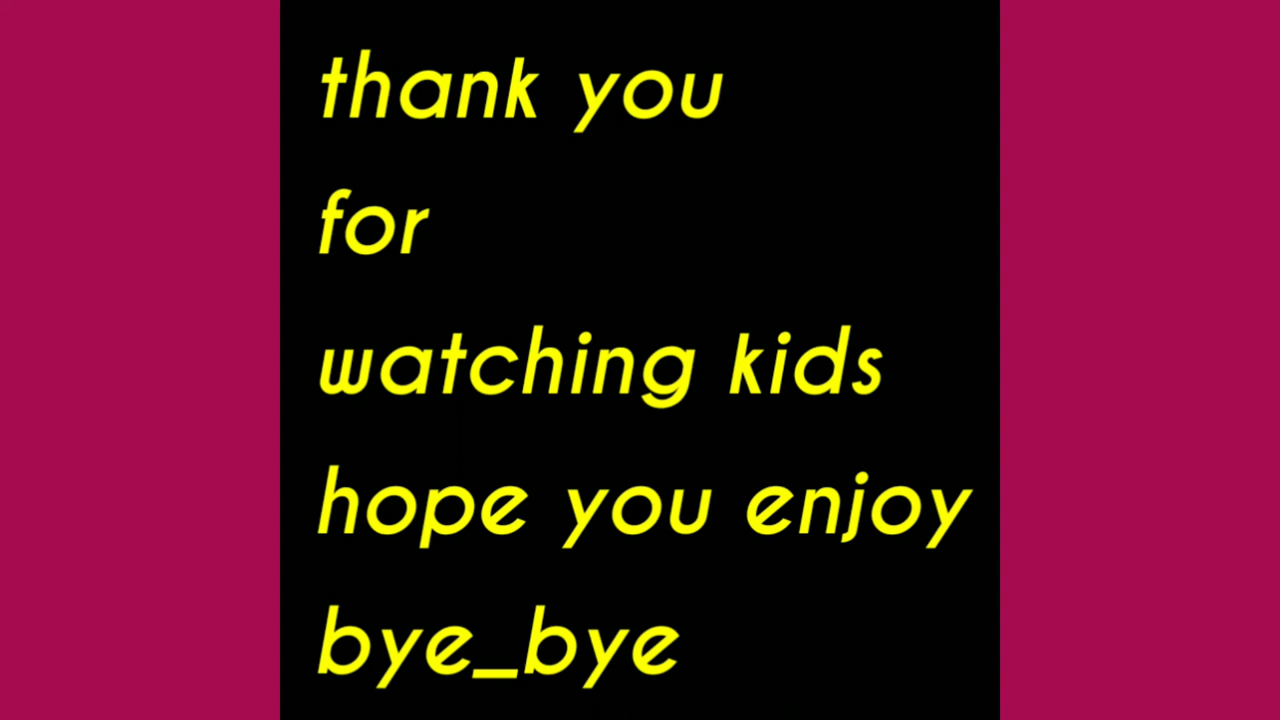 thank you
for
watching kids
hope you enjoy
bye_bye